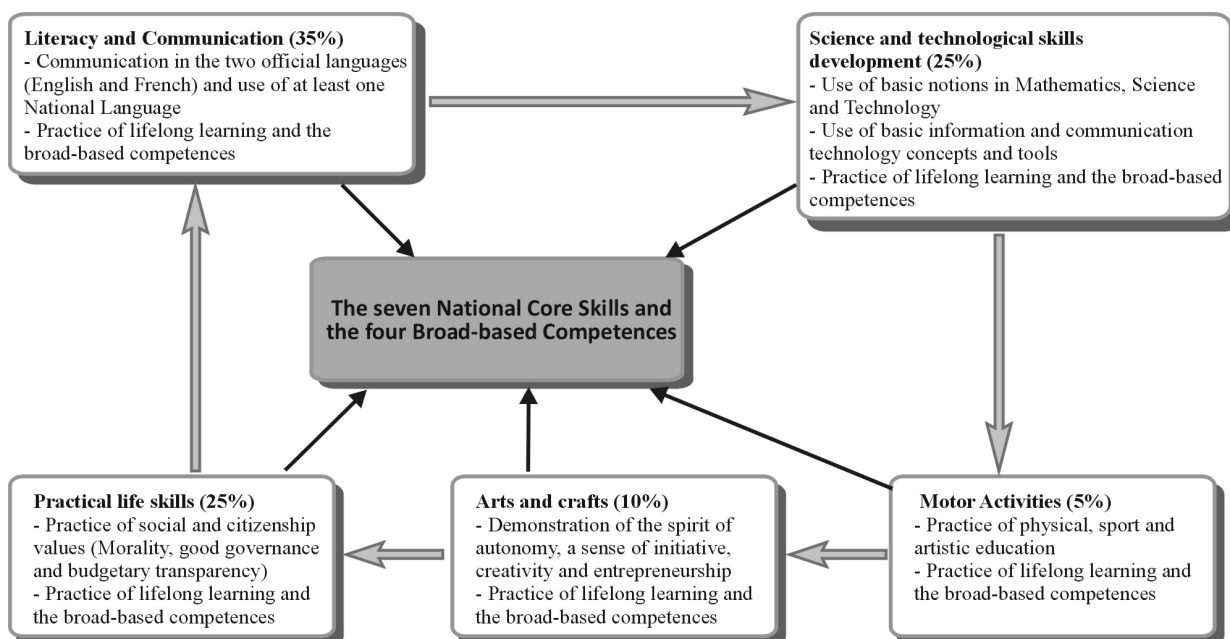 Literacy and Communication (35%)
- Communication in the two official languages
(English and French) and use of at least one
National Language
- Practice of lifelong learning and the
broad-based competences
Science and technological skills
development (25%)
- Use of basic notions in Mathematics, Science
and Technology
- Use of basic information and communication
technology concepts and tools
- Practice of lifelong learning and the broad-based
competences
The seven National Core Skills and
the four Broad-based Competences
Practical life skills (25%)
- Practice of social and citizenship
values (Morality, good governance
and budgetary transparency)
- Practice of lifelong learning and
the broad-based competences
Arts and crafts (10%)
- Demonstration of the spirit of
autonomy, a sense of initiative,
creativity and entrepreneurship
- Practice of lifelong learning and
the broad-based competences
Motor Activities (5%)
- Practice of physical, sport and
artistic education
- Practice of lifelong learning and
the broad-based competences